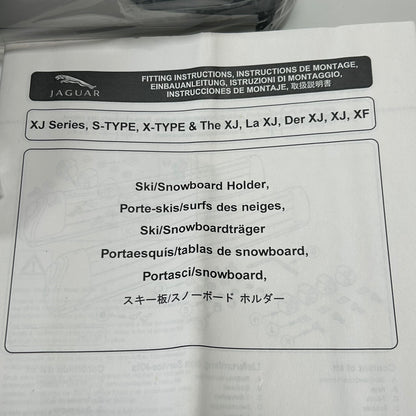 JAGUAR
FITTING INSTRUCTIONS, INSTRUCTIONS DE MONTAGE,
EINBAUANLEITUNG, ISTRUZIONI DI MONTAGGIO,
INSTRUCCIONES DE MONTAJE, 取扱説明書
XJ Series, S-TYPE, X-TYPE & The XJ, La XJ, Der XJ, XJ, XF
Ski/Snowboard Holder,
Porte-skis/surfs des neiges,
Ski/Snowboardträger
Portaesquís/tablas de snowboard,
Portasci/snowboard,
スキー板/スノーボード ホルダー